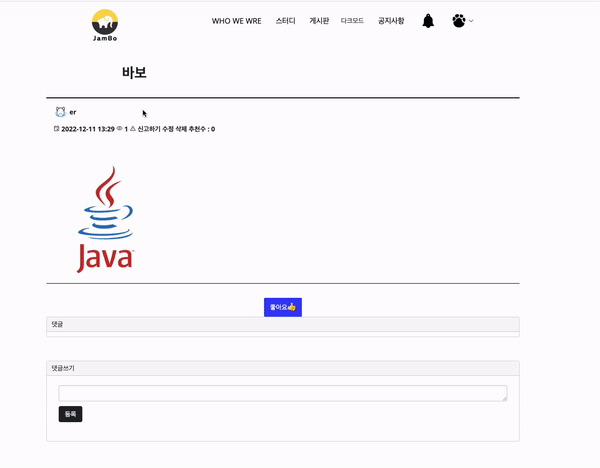 JamBo
WHO WE WRE 스터디 게시판 다크모드 공지사항
바보
er
2022-12-11 13:29 1 신고하기 수정 삭제 추천수 : 0
Java
좋아요👍
댓글
댓글쓰기
등록